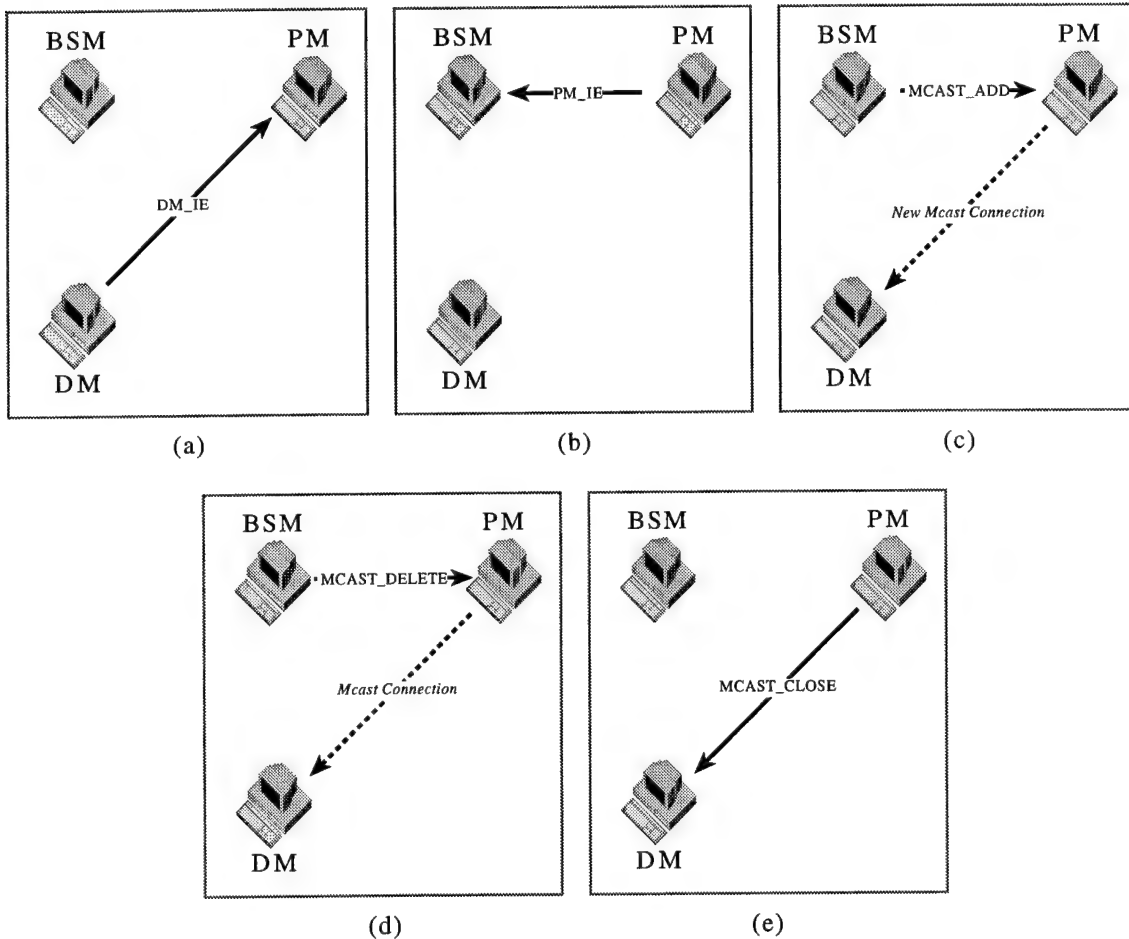 BSM
PM
DM_IE
DM
(a)
BSM
PM
PM_IE
DM
(b)
BSM
PM
MCAST_ADD
New Mcast Connection
DM
(c)
BSM
PM
MCAST_DELETE
Mcast Connection
DM
(d)
BSM
PM
MCAST_CLOSE
DM
(e)